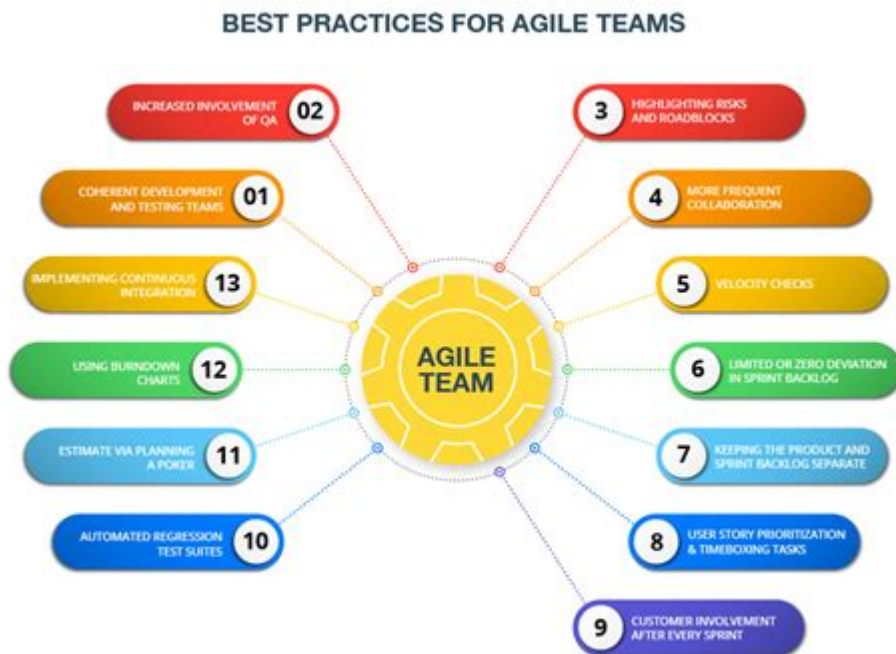 BEST PRACTICES FOR AGILE TEAMS
INCREASED INVOLVEMENT
OF QA
02
3
HIGHLIGHTING RISKS
AND ROADBLOCKS
COHERENT DEVELOPMENT
AND TESTING TEAMS
01
4
MORE FREQUENT
COLLABORATION
IMPLEMENTING CONTINUOUS
INTEGRATION
13
5
VELOCITY CHECKS
AGILE
TEAM
USING BURNDOWN
CHARTS
12
6
LIMITED OR ZERO DEVIATION
IN SPRINT BACKLOG
ESTIMATE VIA PLANNING
A POKER
11
7
KEEPING THE PRODUCT AND
SPRINT BACKLOG SEPARATE
AUTOMATED REGRESSION
TEST SUITES
10
8
USER STORY PRIORITIZATION
& TIMEBOXING TASKS
9
CUSTOMER INVOLVEMENT
AFTER EVERY SPRINT